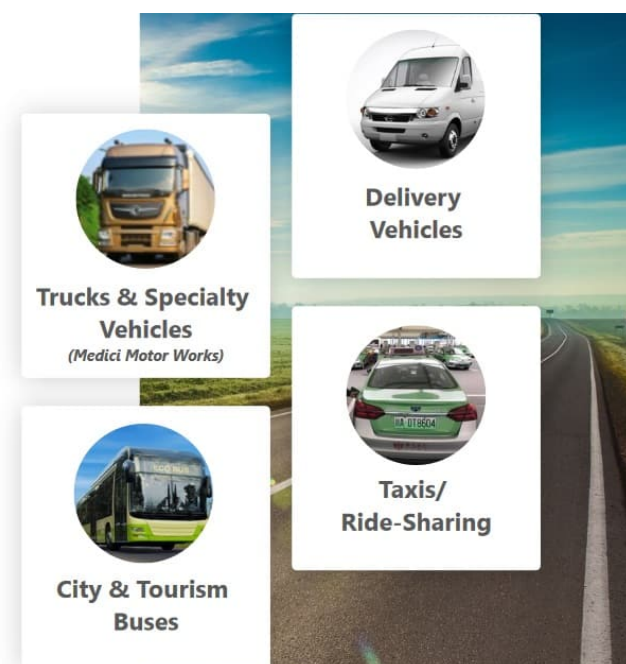 Delivery
Vehicles
Trucks & Specialty
Vehicles
(Medici Motor Works)
Taxis/
Ride-Sharing
City & Tourism
Buses